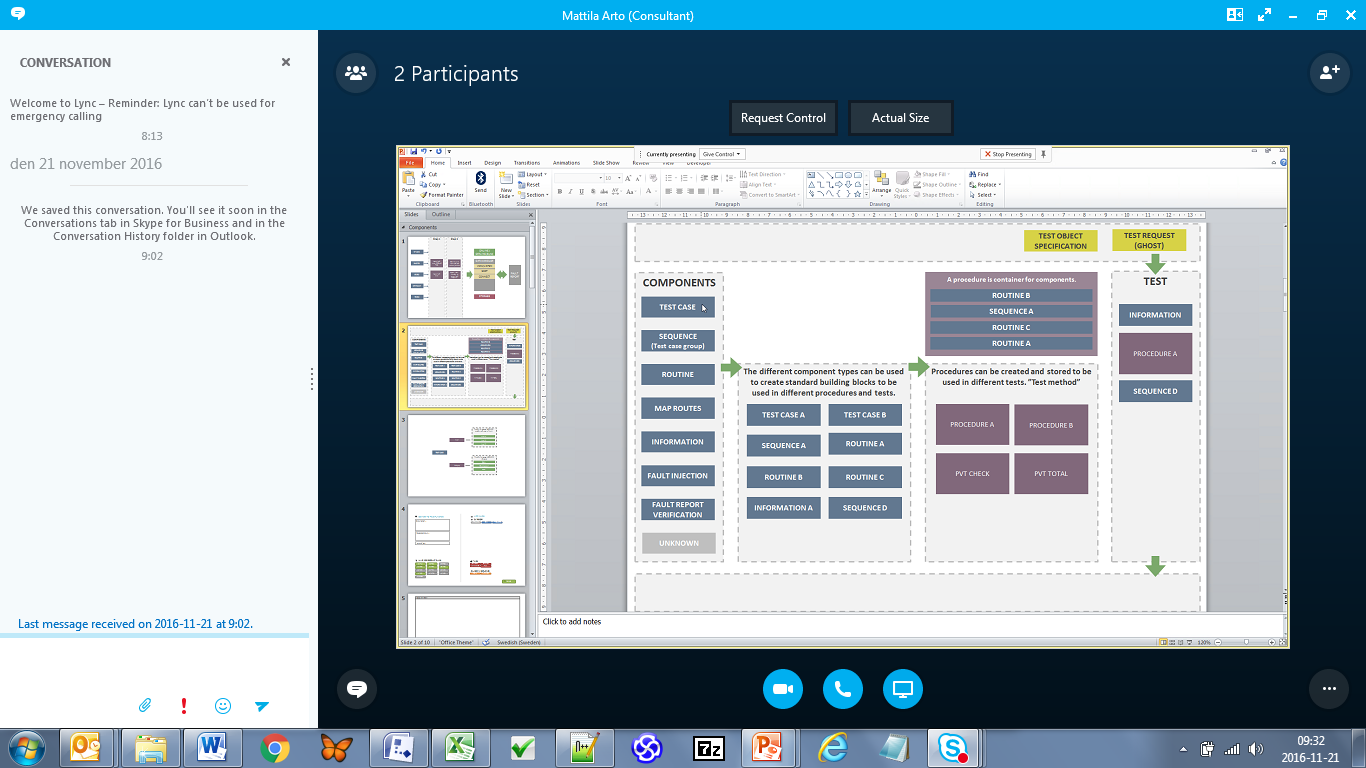 Mattila Arto (Consultant)
CONVERSATION
Welcome to Lync – Reminder: Lync can't be used for
emergency calling
8:13
den 21 november 2016
We saved this conversation. You'll see it soon in the
Conversations tab in Skype for Business and in the
Conversation History folder in Outlook.
9:02
Last message received on 2016-11-21 at 9:02.
2 Participants
Request Control
Actual Size
Currently presenting
Give Control
Stop Presenting
File
Home
Insert
Design
Transitions
Animations
Slide Show
Review
View
Developer
Paste
Cut
Copy
Format Painter
Clipboard
Send
Bluetooth
New
Slide
Layout
Reset
Section
Slides
Font
Text Direction
Align Text
Convert to SmartArt
Paragraph
Arrange
Quick
Styles
Shape Fill
Shape Outline
Shape Effects
Drawing
Find
Replace
Select
Editing
Slides
Outline
Components
1
2
3
4
5
TEST OBJECT
SPECIFICATION
TEST REQUEST
(GHOST)
COMPONENTS
TEST CASE
SEQUENCE
(Test case group)
ROUTINE
MAP ROUTES
INFORMATION
FAULT INJECTION
FAULT REPORT
VERIFICATION
UNKNOWN
The different component types can be used
to create standard building blocks to be
used in different procedures and tests.
TEST CASE A
TEST CASE B
SEQUENCE A
ROUTINE A
ROUTINE B
ROUTINE C
INFORMATION A
SEQUENCE D
A procedure is container for components.
ROUTINE B
SEQUENCE A
ROUTINE C
ROUTINE A
Procedures can be created and stored to be
used in different tests. "Test method"
PROCEDURE A
PROCEDURE B
PVT CHECK
PVT TOTAL
TEST
INFORMATION
PROCEDURE A
SEQUENCE D
Click to add notes
Slide 2 of 10
"Office Theme"
Swedish (Sweden)
120%
7z
09:32
2016-11-21